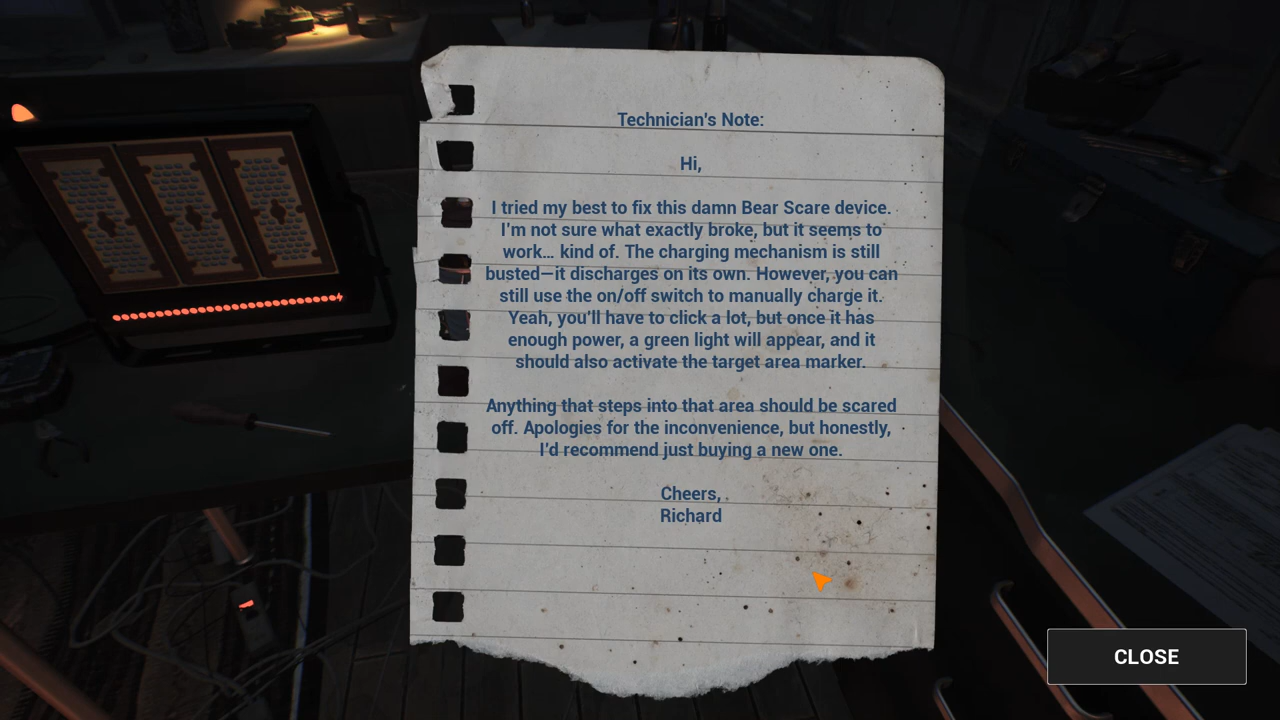 Technician's Note:
Hi,
I tried my best to fix this damn Bear Scare device.
I'm not sure what exactly broke, but it seems to
work... kind of. The charging mechanism is still
busted—it discharges on its own. However, you can
still use the on/off switch to manually charge it.
Yeah, you'll have to click a lot, but once it has
enough power, a green light will appear, and it
should also activate the target area marker.
Anything that steps into that area should be scared
off. Apologies for the inconvenience, but honestly,
I'd recommend just buying a new one.
Cheers,
Richard
CLOSE